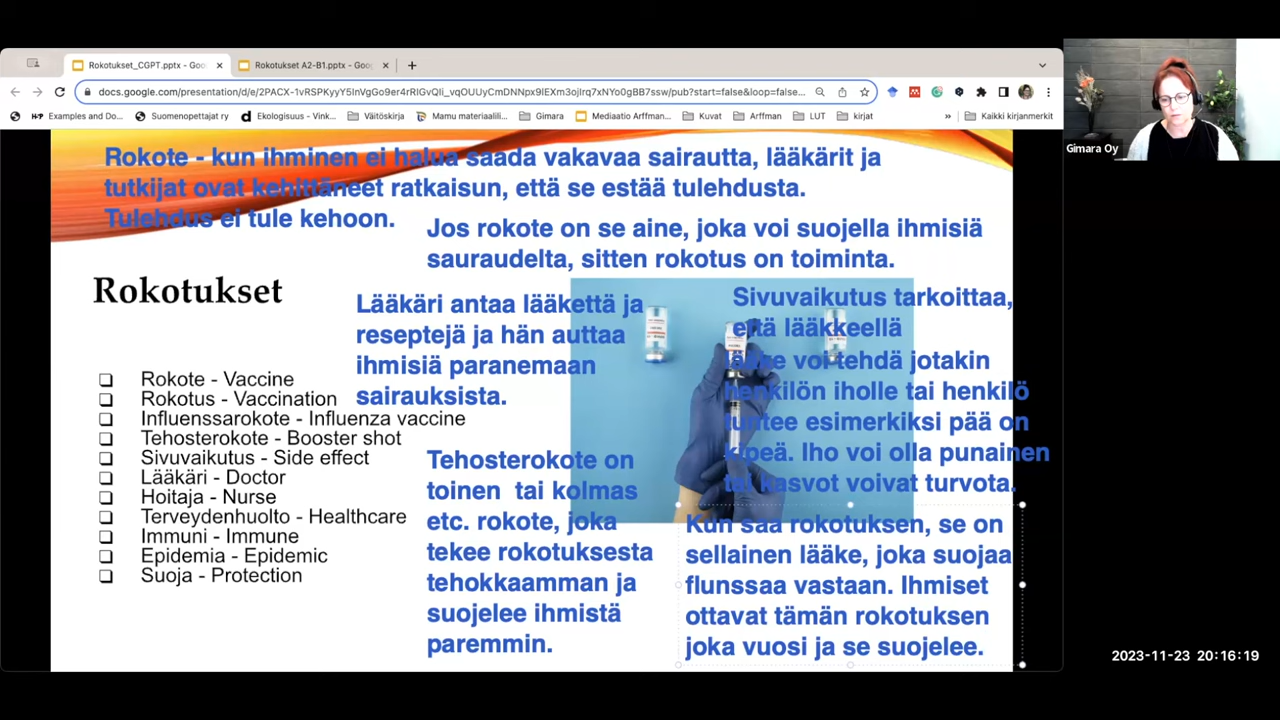 Rokotukset_CGPT.pptx - Goo
Rokotukset A2-B1.pptx - Goo
docs.google.com/presentation/d/e/2PACX-1vRSPKyyY5InVgGo9er4rRIGvQIi_vqOUUyCmDNNpx9IEXm3ojIrq7xNYo0gBB7ssw/pub?start=false&loop=false...
Examples and Do...
Suomenopettajat ry
Ekologisuus - Vink...
Väitöskirja
Mamu materiaalili...
Gimara
Mediaatio Arffman...
Kuvat
Arffman
LUT
kirjat
»
Kaikki kirjanmerkit
Gimara Oy
Rokote - kun ihminen ei halua saada vakavaa sairautta, lääkärit ja
tutkijat ovat kehittäneet ratkaisun, että se estää tulehdusta.
Tulehdus ei tule kehoon.
Jos rokote on se aine, joka voi suojella ihmisiä
sauraudelta, sitten rokotus on toiminta.
Rokotukset
Lääkäri antaa lääkettä ja
reseptejä ja hän auttaa
ihmisiä paranemaan
sairauksista.
Sivuvaikutus tarkoittaa,
että lääkkeellä
lääke voi tehdä jotakin
henkilön iholle tai henkilö
tuntee esimerkiksi pää on
kipeä. Iho voi olla punainen
tai kasvot voivat turvota.
Rokote - Vaccine
Rokotus - Vaccination
Influenssarokote - Influenza vaccine
Tehosterokote - Booster shot
Sivuvaikutus - Side effect
Lääkäri - Doctor
Hoitaja - Nurse
Terveydenhuolto - Healthcare
Immuni - Immune
Epidemia - Epidemic
Suoja - Protection
Tehosterokote on
toinen tai kolmas
etc. rokote, joka
tekee rokotuksesta
tehokkaamman ja
suojelee ihmistä
paremmin.
Kun saa rokotuksen, se on
sellainen lääke, joka suojaa
flunssaa vastaan. Ihmiset
ottavat tämän rokotuksen
joka vuosi ja se suojelee.
2023-11-23 20:16:19